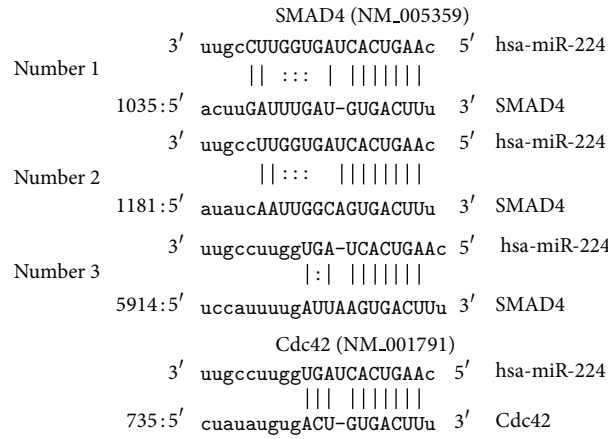 SMAD4 (NM_005359)
3′ uugcCUUGGUGAUCACUGAAc 5′ hsa-miR-224
Number 1
|| ::: | |||||||
1035:5′ acuuGAUUUGAU-GUGACUUu 3′ SMAD4
3′ uugccUUGGUGAUCACUGAAc 5′ hsa-miR-224
Number 2
||::: ||||||||
1181:5′ auaucAAUUGGCAGUGACUUu 3′ SMAD4
3′ uugccuuggUGA-UCACUGAAc 5′ hsa-miR-224
Number 3
|:| |||||||
5914:5′ uccauuuugAUUAAGUGACUUu 3′ SMAD4
Cdc42 (NM_001791)
3′ uugccuuggUGAUCACUGAAc 5′ hsa-miR-224
||| |||||||
735:5′ cuauaugugACU-GUGACUUu 3′ Cdc42